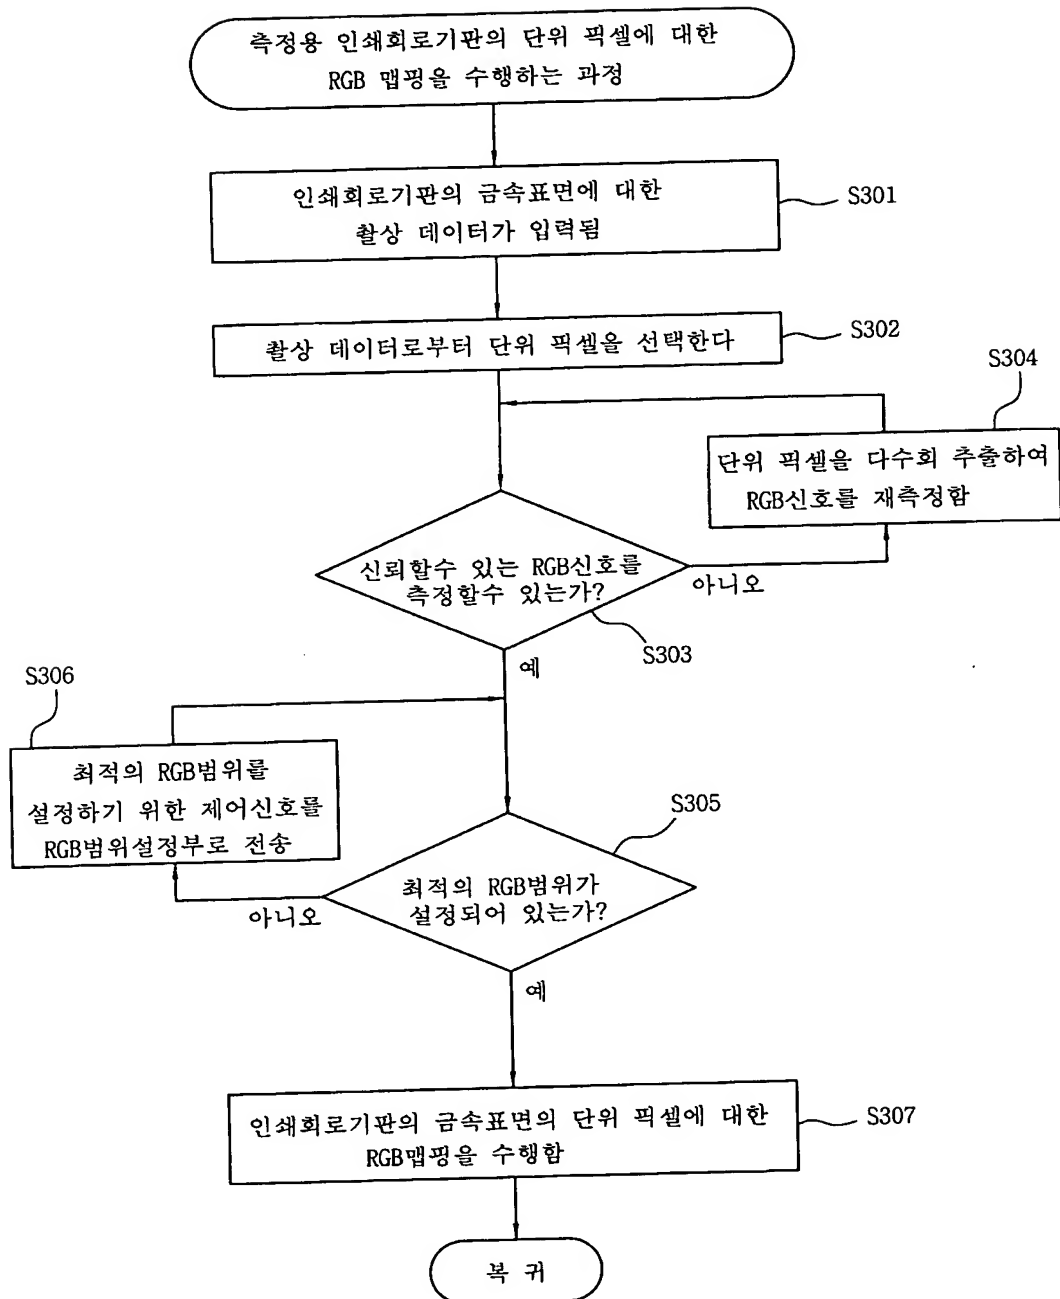 측정용 인쇄회로기판의 단위 픽셀에 대한
RGB 맵핑을 수행하는 과정
인쇄회로기판의 금속표면에 대한
촬상 데이터가 입력됨
S301
촬상 데이터로부터 단위 픽셀을 선택한다
S302
S304
단위 픽셀을 다수회 추출하여
RGB신호를 재측정함
신뢰할수 있는 RGB신호를
측정할수 있는가?
아니오
S303
예
S306
최적의 RGB범위를
설정하기 위한 제어신호를
RGB범위설정부로 전송
S305
최적의 RGB범위가
설정되어 있는가?
아니오
예
인쇄회로기판의 금속표면의 단위 픽셀에 대한
RGB맵핑을 수행함
S307
복 귀